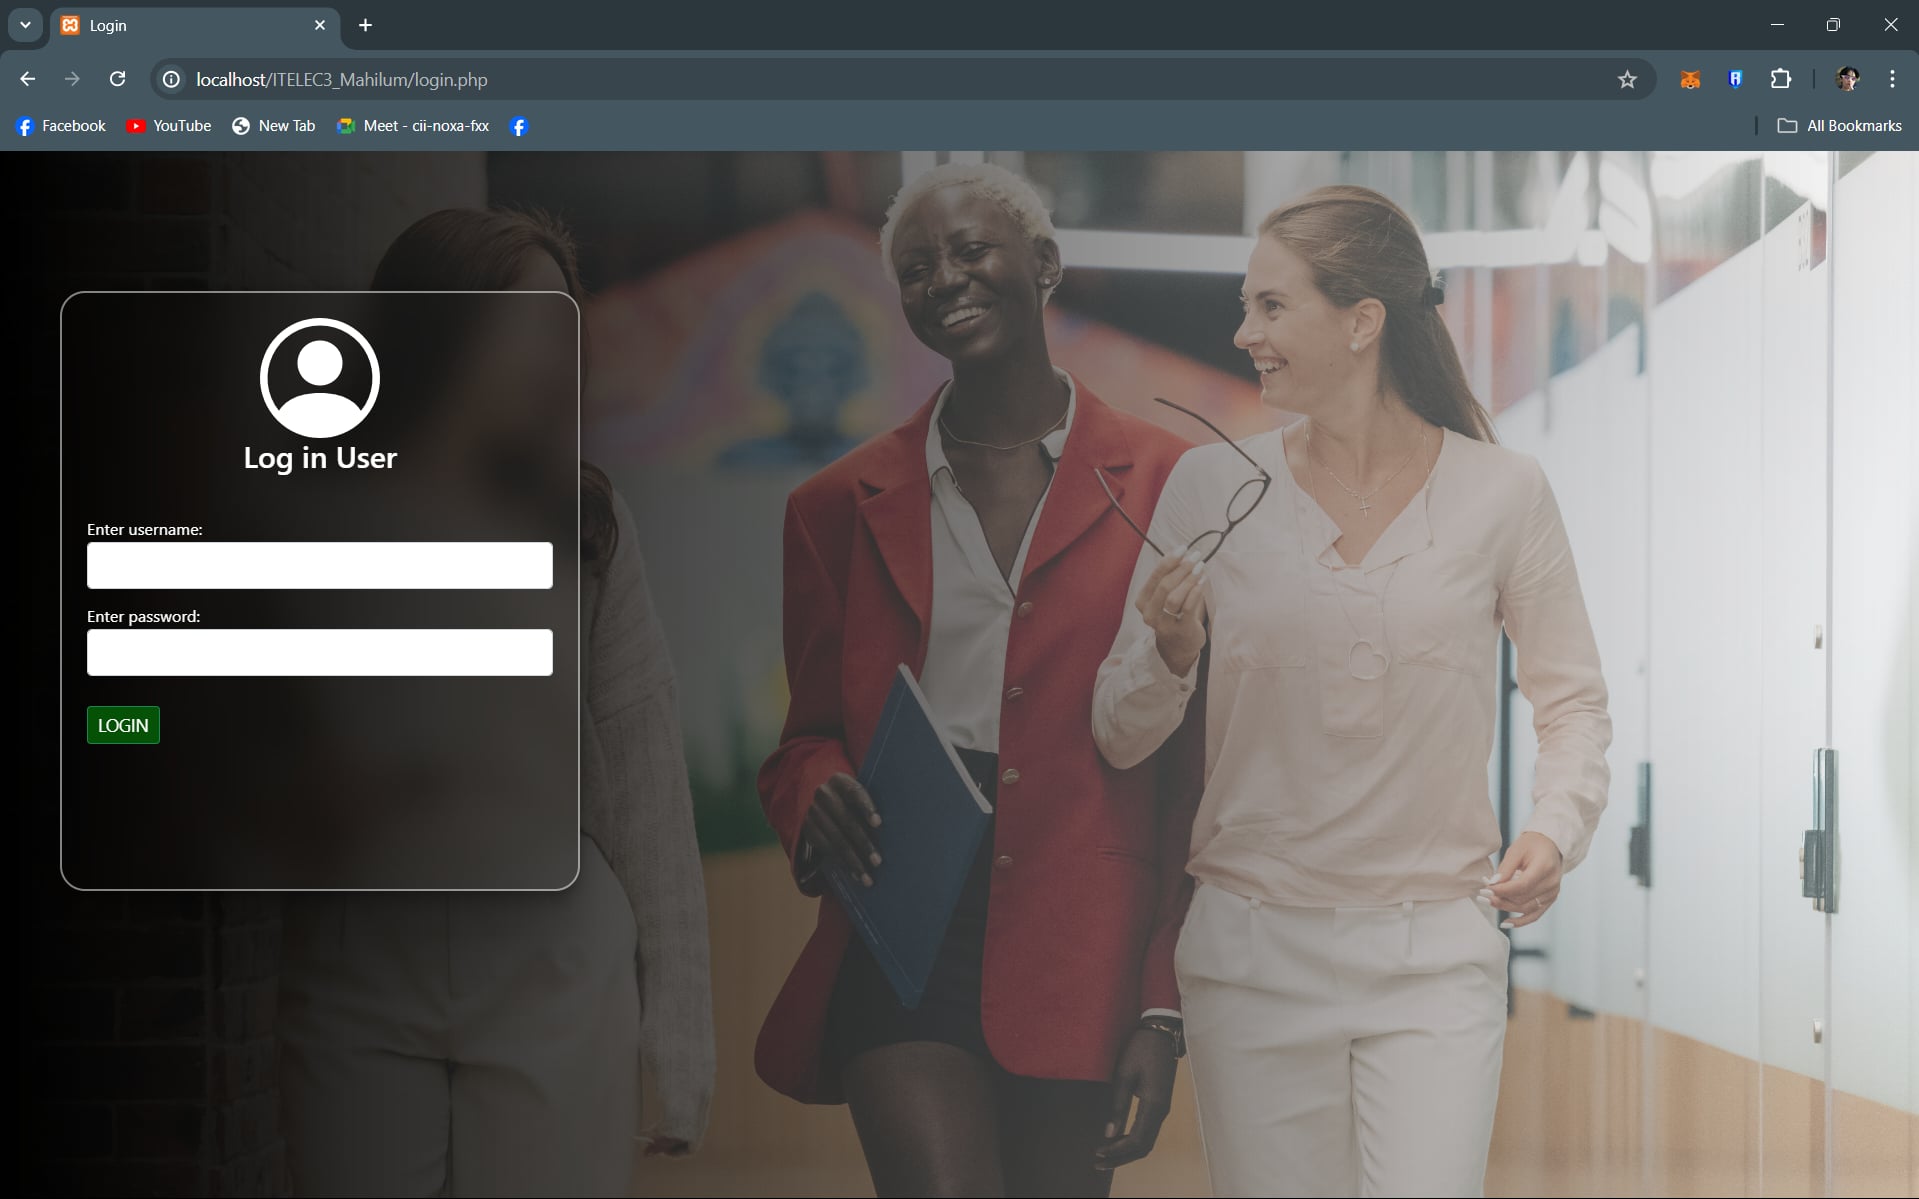 Login
localhost/ITELEC3_Mahilum/login.php
Facebook YouTube New Tab Meet - cii-noxa-fxx All Bookmarks
Log in User
Enter username:
Enter password:
LOGIN